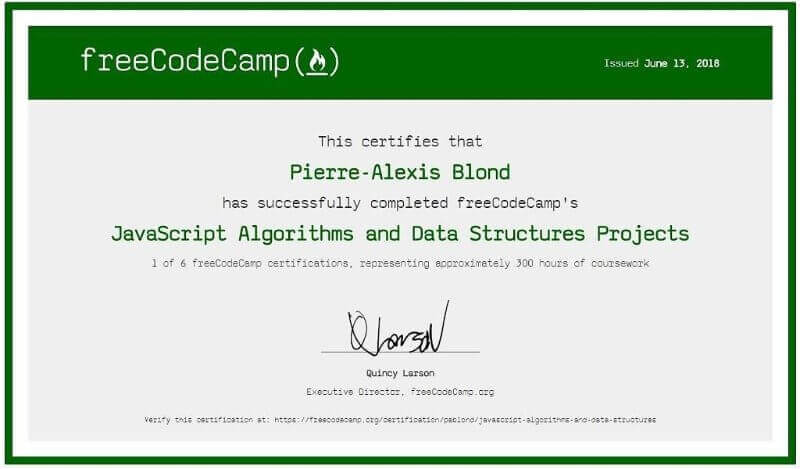 freeCodeCamp(🔥)
Issued June 13, 2018
This certifies that
Pierre-Alexis Blond
has successfully completed freeCodeCamp's
JavaScript Algorithms and Data Structures Projects
1 of 6 freeCodeCamp certifications, representing approximately 300 hours of coursework
Q Larson
Quincy Larson
Executive Director, freeCodeCamp.org
Verify this certification at: https://freecodecamp.org/certification/pablond/javascript-algorithms-and-data-structures